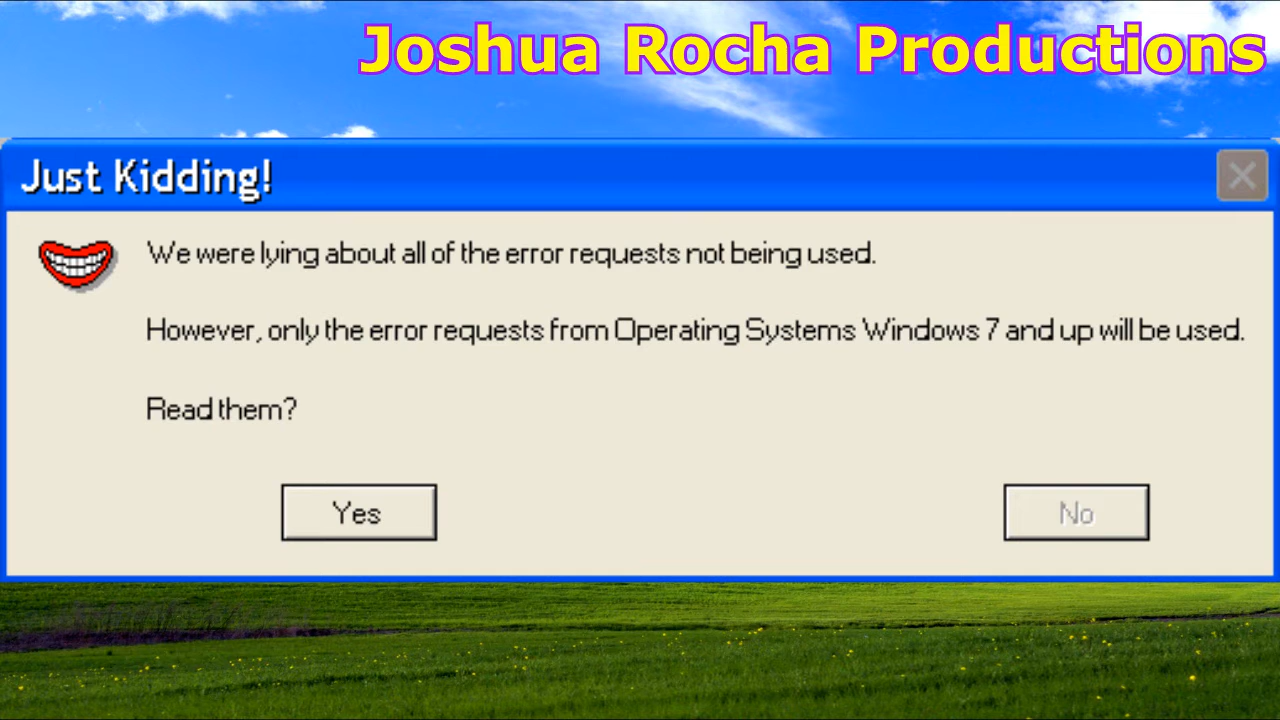 Joshua Rocha Productions
Just Kidding!
We were lying about all of the error requests not being used.
However, only the error requests from Operating Systems Windows 7 and up will be used.
Read them?
Yes
No